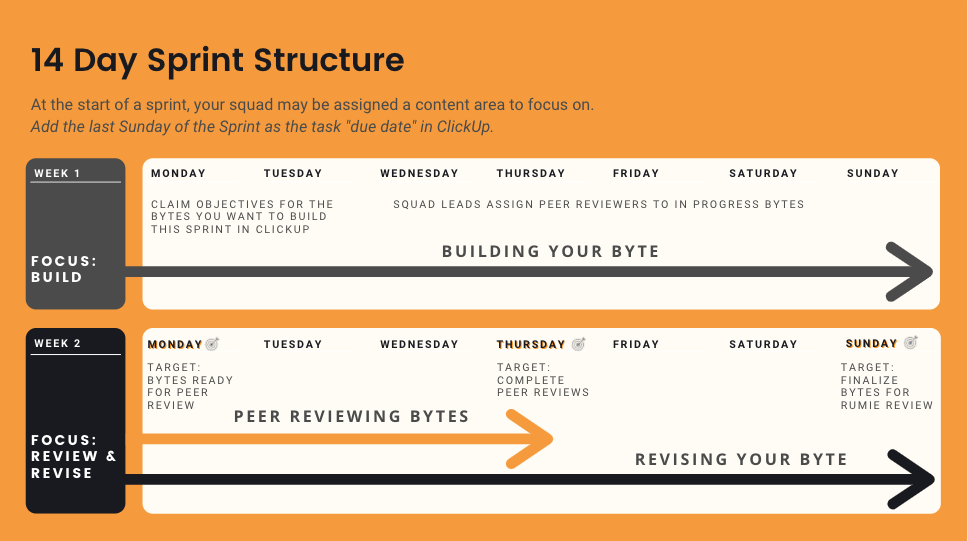 14 Day Sprint Structure
At the start of a sprint, your squad may be assigned a content area to focus on.
Add the last Sunday of the Sprint as the task "due date" in ClickUp.
WEEK 1
MONDAY TUESDAY WEDNESDAY THURSDAY FRIDAY SATURDAY SUNDAY
CLAIM OBJECTIVES FOR THE
BYTES YOU WANT TO BUILD
THIS SPRINT IN CLICKUP
SQUAD LEADS ASSIGN PEER REVIEWERS TO IN PROGRESS BYTES
BUILDING YOUR BYTE
FOCUS:
BUILD
WEEK 2
MONDAY TUESDAY WEDNESDAY THURSDAY FRIDAY SATURDAY SUNDAY
TARGET:
BYTES READY
FOR PEER
REVIEW
TARGET:
COMPLETE
PEER REVIEWS
TARGET:
FINALIZE
BYTES FOR
RUMIE REVIEW
PEER REVIEWING BYTES
FOCUS:
REVIEW &
REVISE
REVISING YOUR BYTE